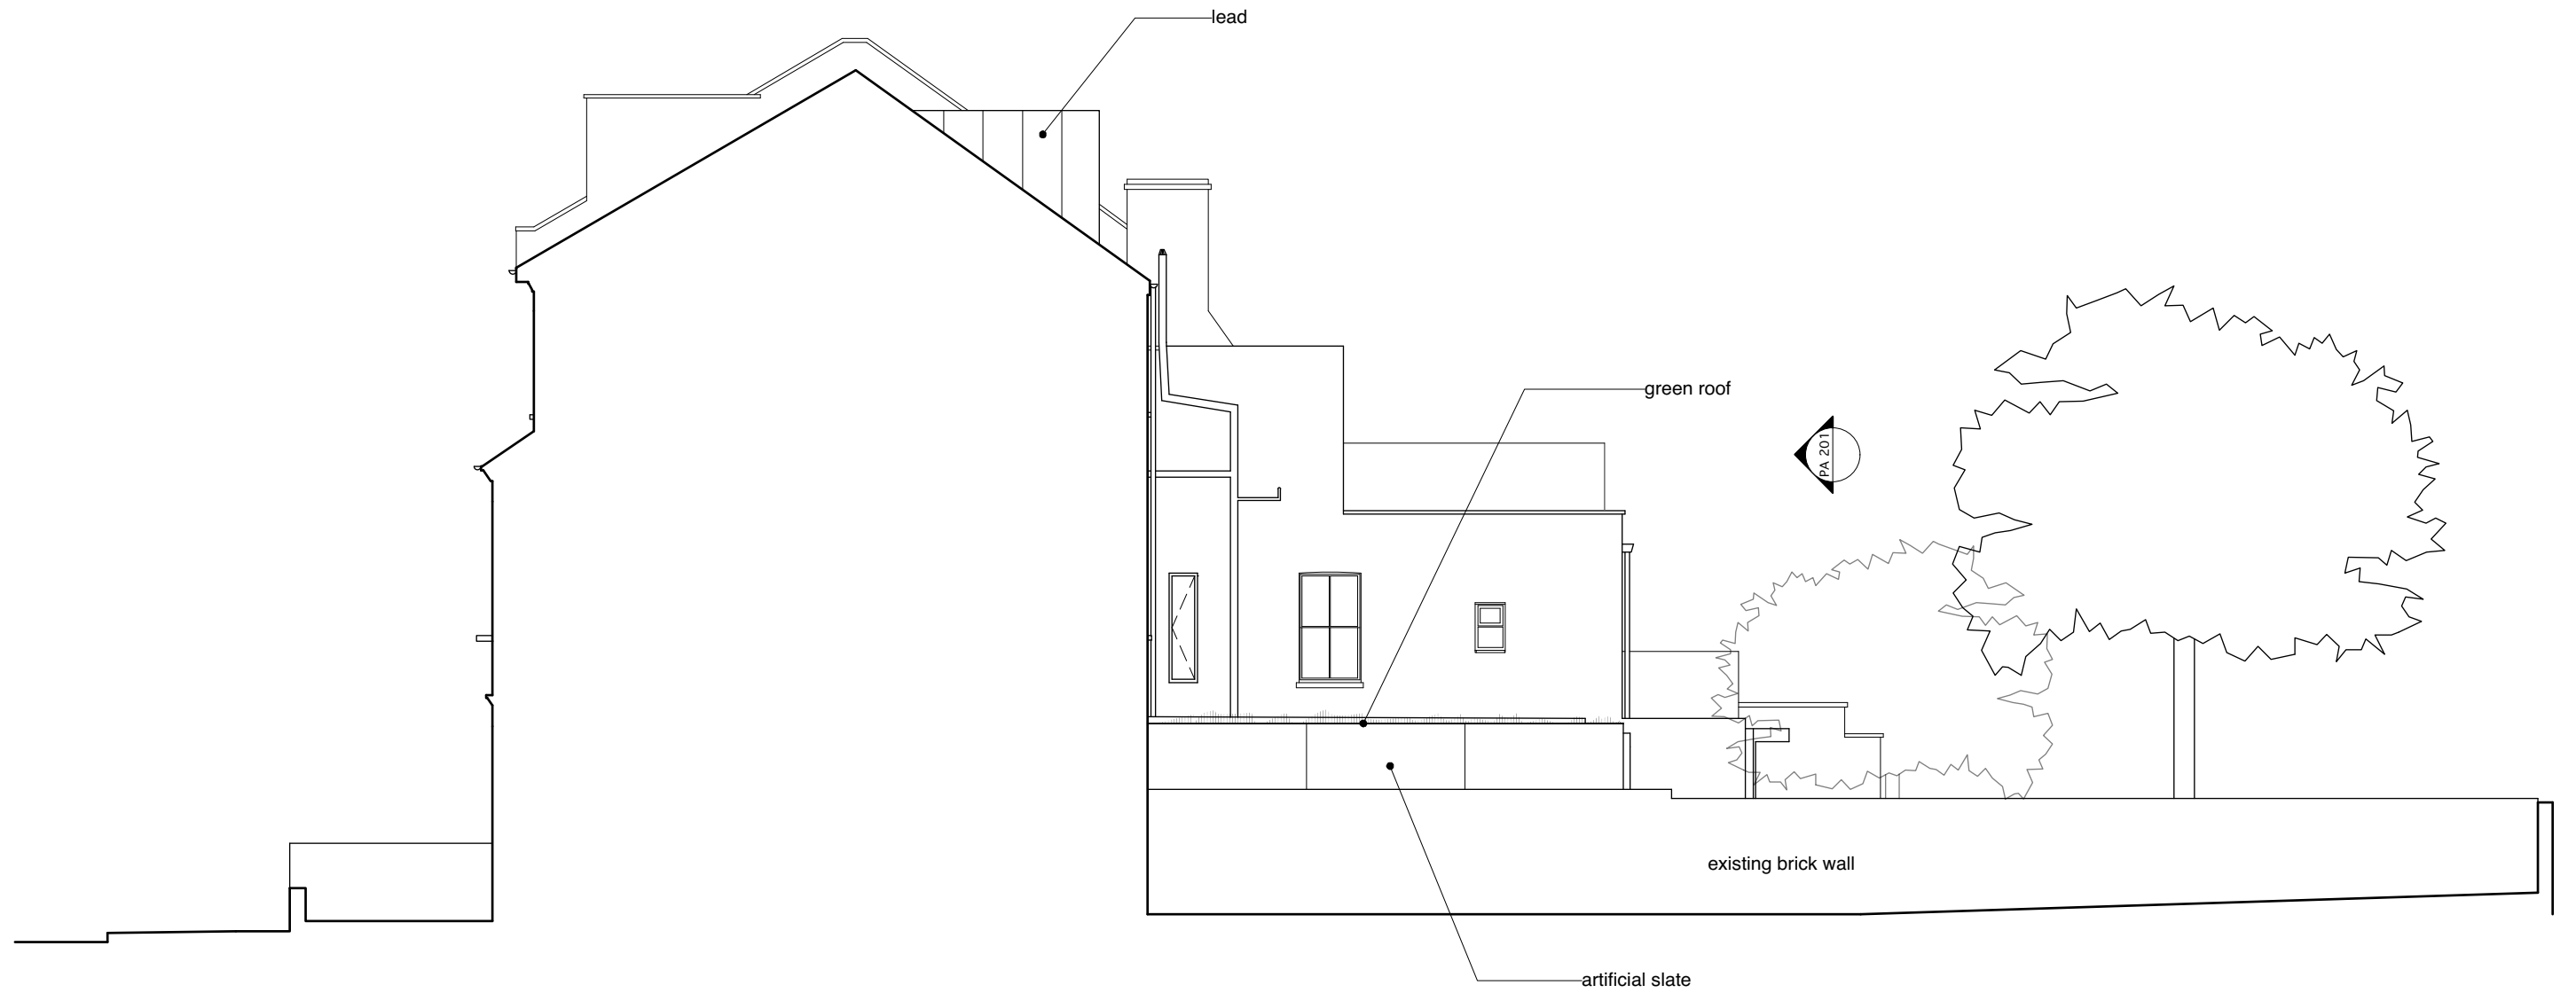 lead
green roof
PA 201
existing brick wall
artificial slate